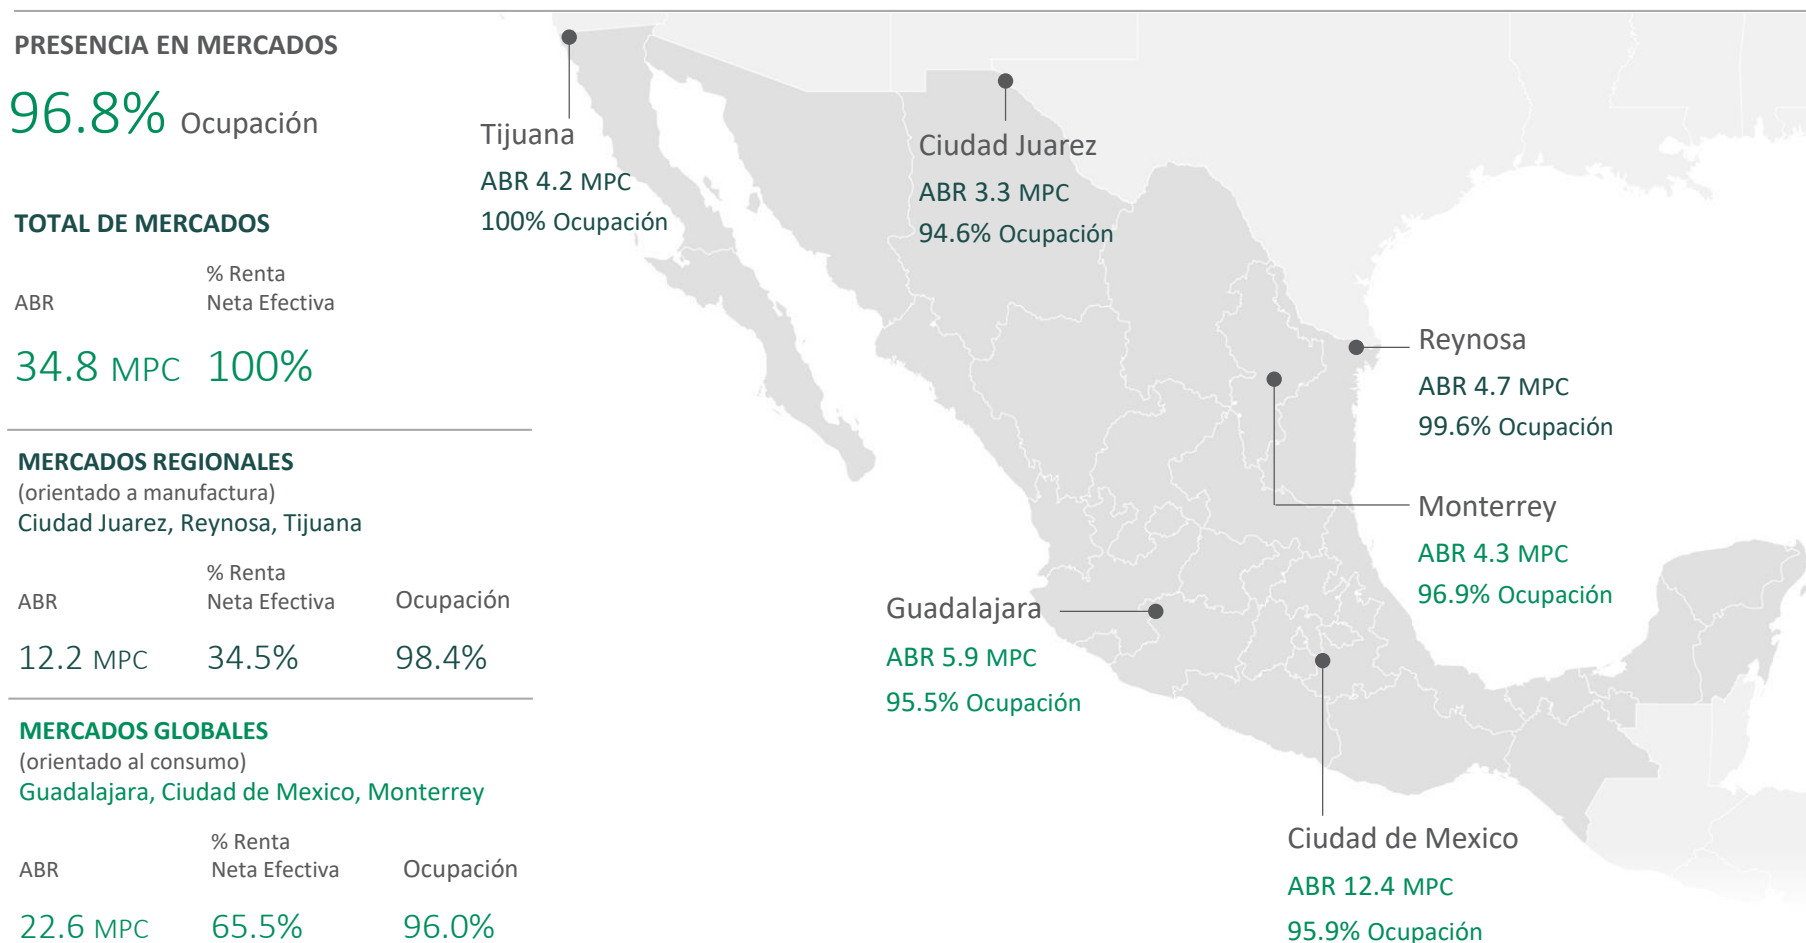 PRESENCIA EN MERCADOS
96.8% Ocupación
TOTAL DE MERCADOS
ABR
% Renta
Neta Efectiva
34.8 MPC 100%
MERCADOS REGIONALES
(orientado a manufactura)
Ciudad Juarez, Reynosa, Tijuana
ABR
% Renta
Neta Efectiva
Ocupación
12.2 MPC 34.5% 98.4%
MERCADOS GLOBALES
(orientado al consumo)
Guadalajara, Ciudad de Mexico, Monterrey
ABR
% Renta
Neta Efectiva
Ocupación
22.6 MPC 65.5% 96.0%
Tijuana
ABR 4.2 MPC
100% Ocupación
Ciudad Juarez
ABR 3.3 MPC
94.6% Ocupación
Reynosa
ABR 4.7 MPC
99.6% Ocupación
Monterrey
ABR 4.3 MPC
96.9% Ocupación
Guadalajara
ABR 5.9 MPC
95.5% Ocupación
Ciudad de Mexico
ABR 12.4 MPC
95.9% Ocupación